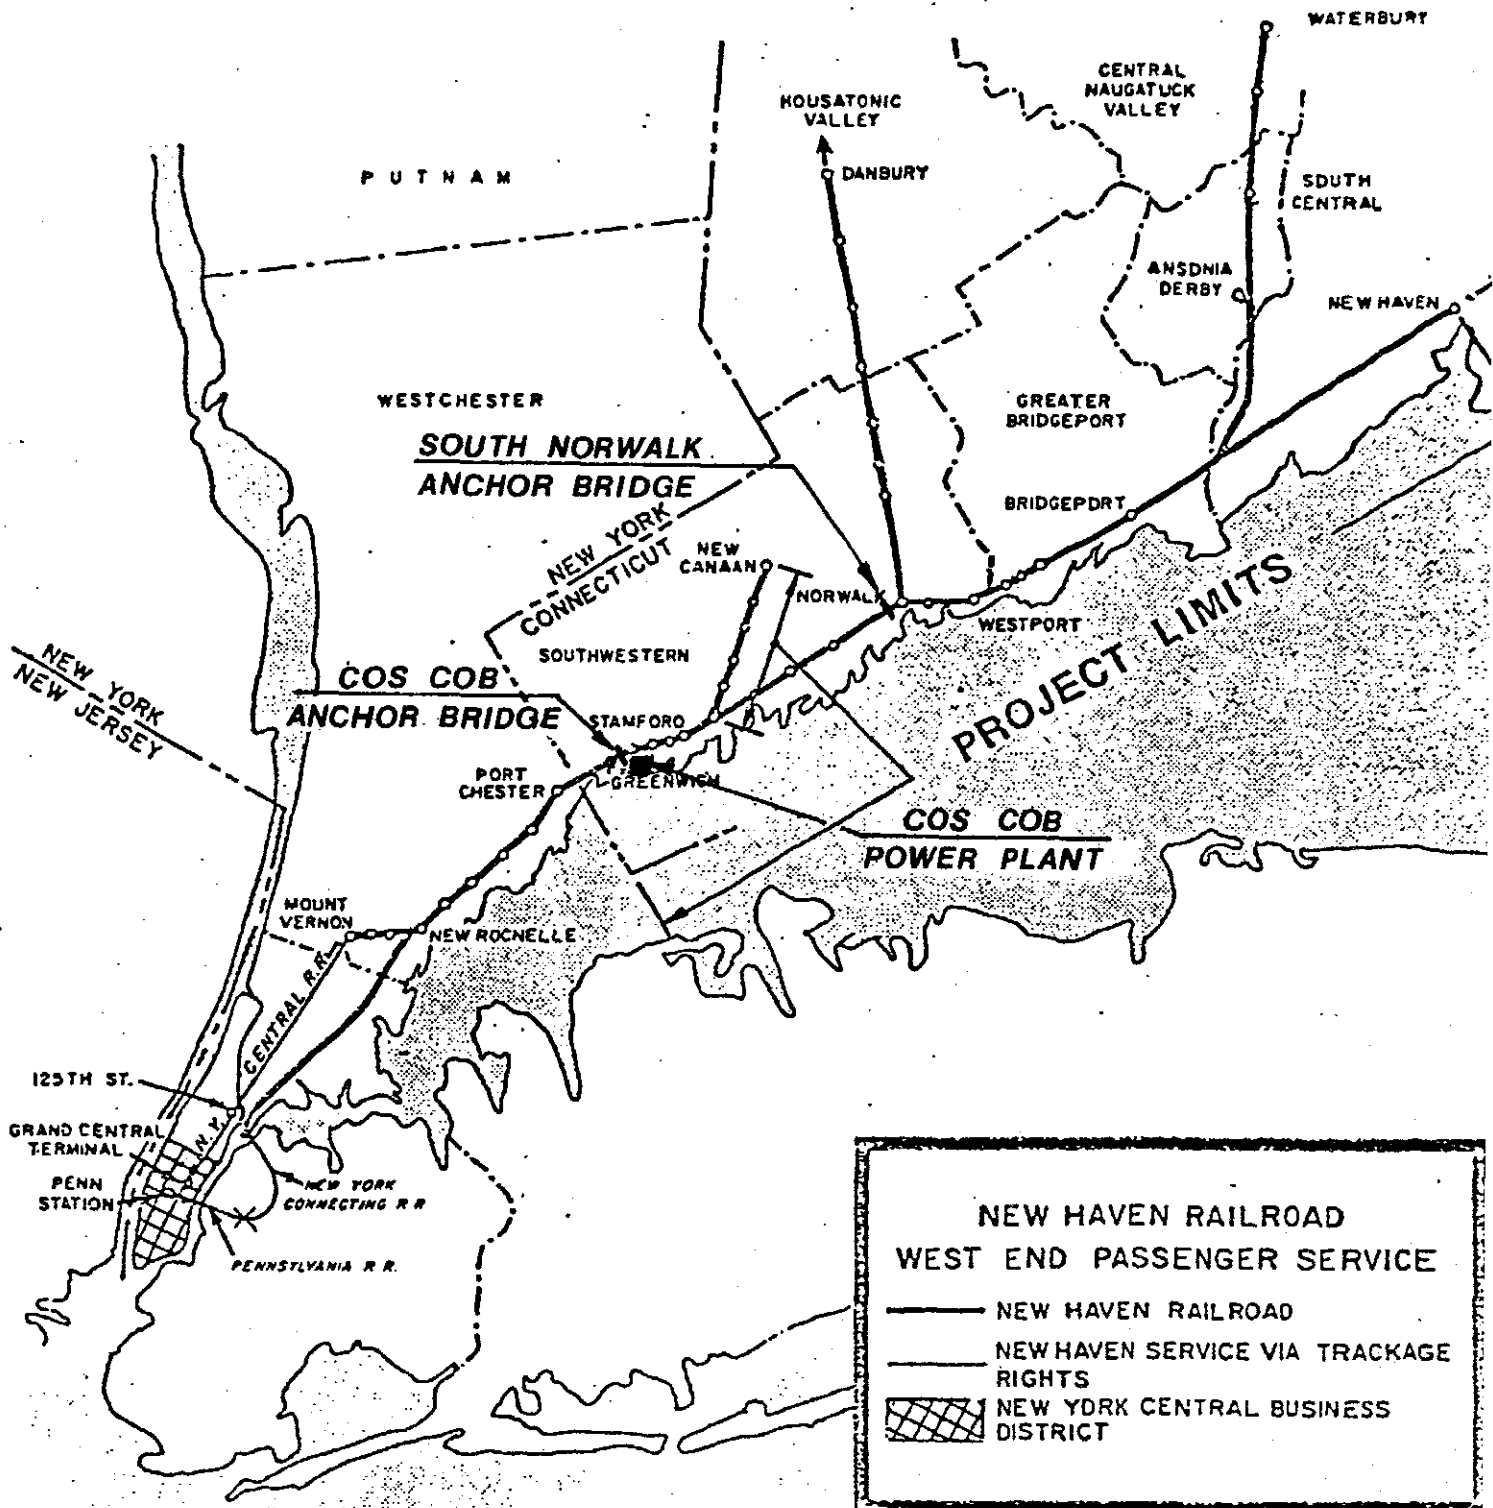 WATERBURY
CENTRAL
NAUGATUCK
VALLEY
HOUSATONIC
VALLEY
DANBURY
PUTNAM
SOUTH
CENTRAL
ANSONIA
DERBY
NEW HAVEN
WESTCHESTER
GREATER
BRIDGEPORT
SOUTH NORWALK
ANCHOR BRIDGE
BRIDGEPORT
NEW YORK
CONNECTICUT
NEW
CANAAN
NORWALK
WESTPORT
PROJECT LIMITS
SOUTHWESTERN
NEW YORK
NEW JERSEY
COS COB
ANCHOR BRIDGE
STAMFORD
PORT
CHESTER
GREENWICH
COS COB
POWER PLANT
MOUNT
VERNON
NEW ROCHELLE
N.Y. CENTRAL R.R.
125TH ST.
GRAND CENTRAL
TERMINAL
PENN
STATION
NEW YORK
CONNECTING R R
PENNSYLVANIA R R.
NEW HAVEN RAILROAD
WEST END PASSENGER SERVICE
NEW HAVEN RAILROAD
NEW HAVEN SERVICE VIA TRACKAGE
RIGHTS
NEW YORK CENTRAL BUSINESS
DISTRICT